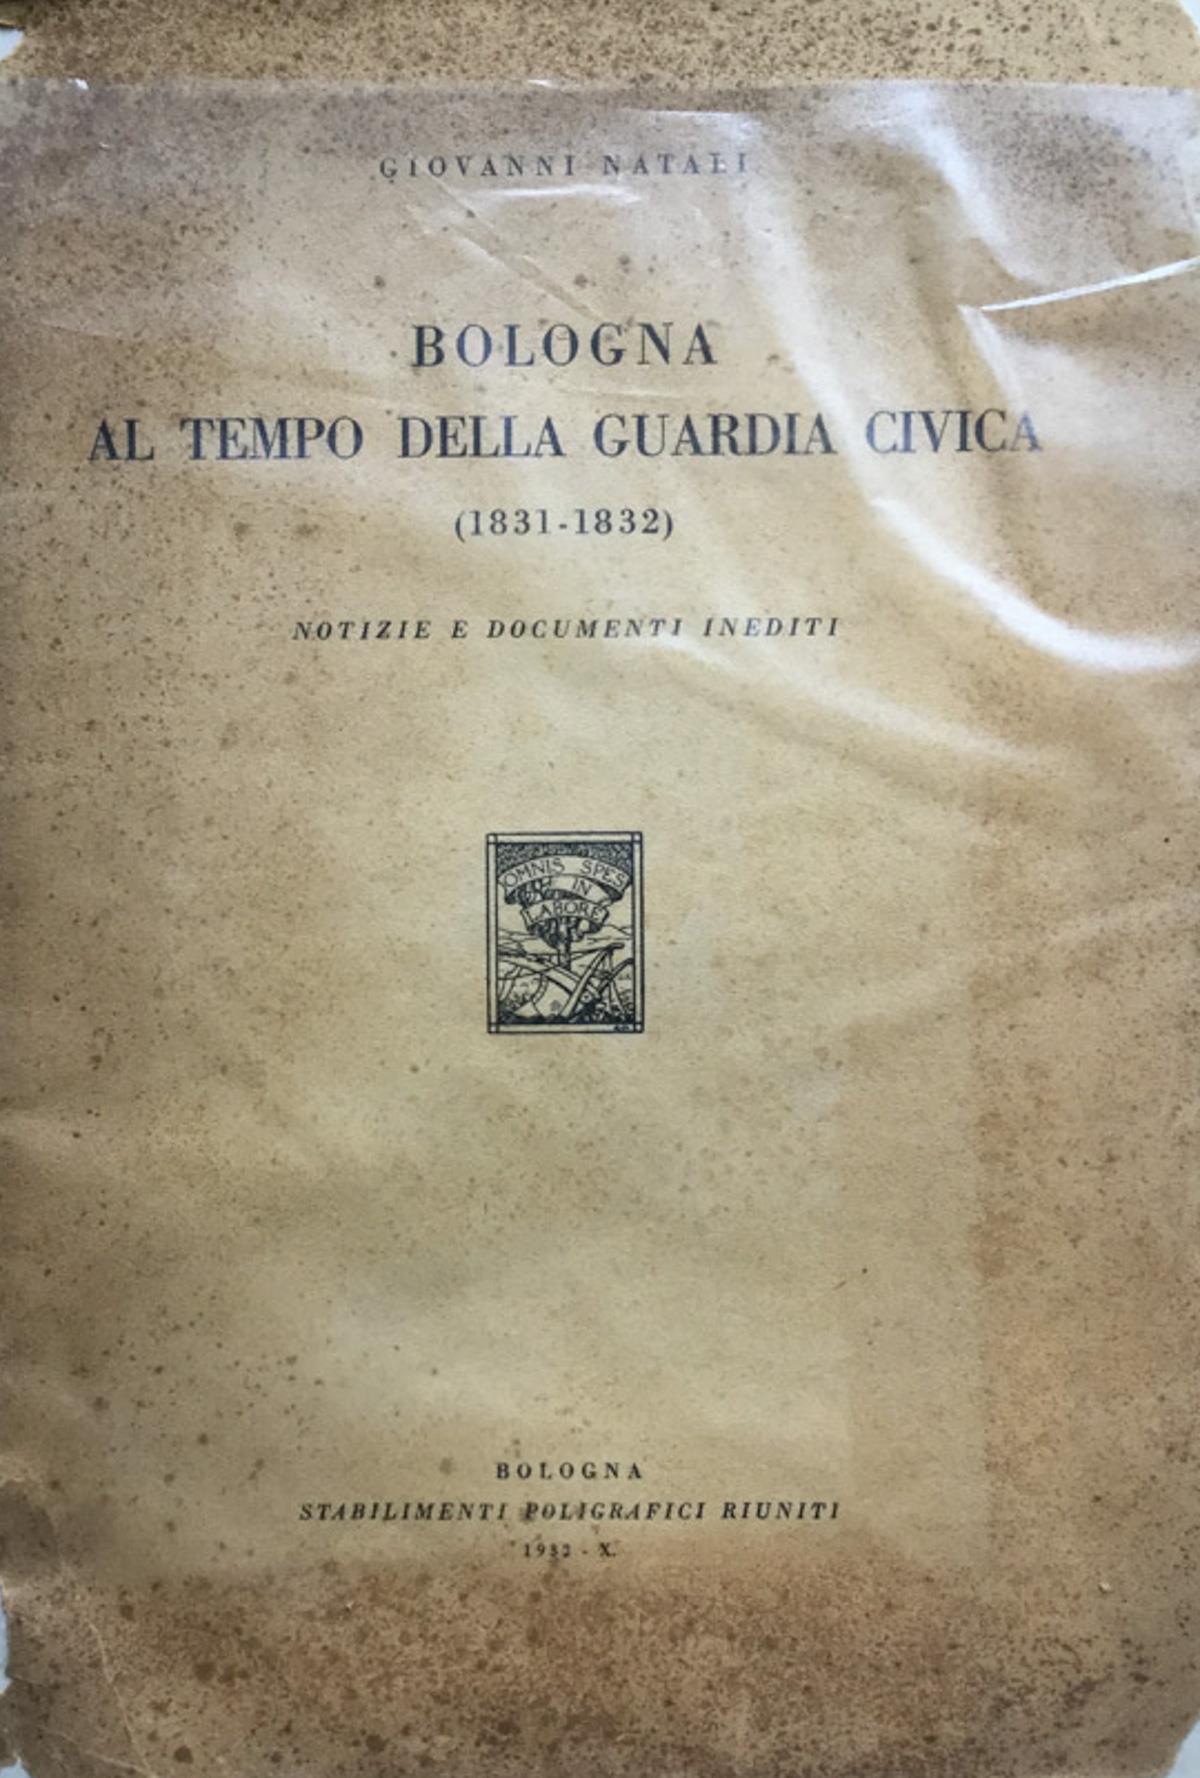 GIOVANNI NATALI
BOLOGNA
AL TEMPO DELLA GUARDIA CIVICA
(1831-1832)
NOTIZIE E DOCUMENTI INEDITI
OMNIS SPES
IN
LABORE
BOLOGNA
STABILIMENTI POLIGRAFICI RIUNITI
1932 - X.